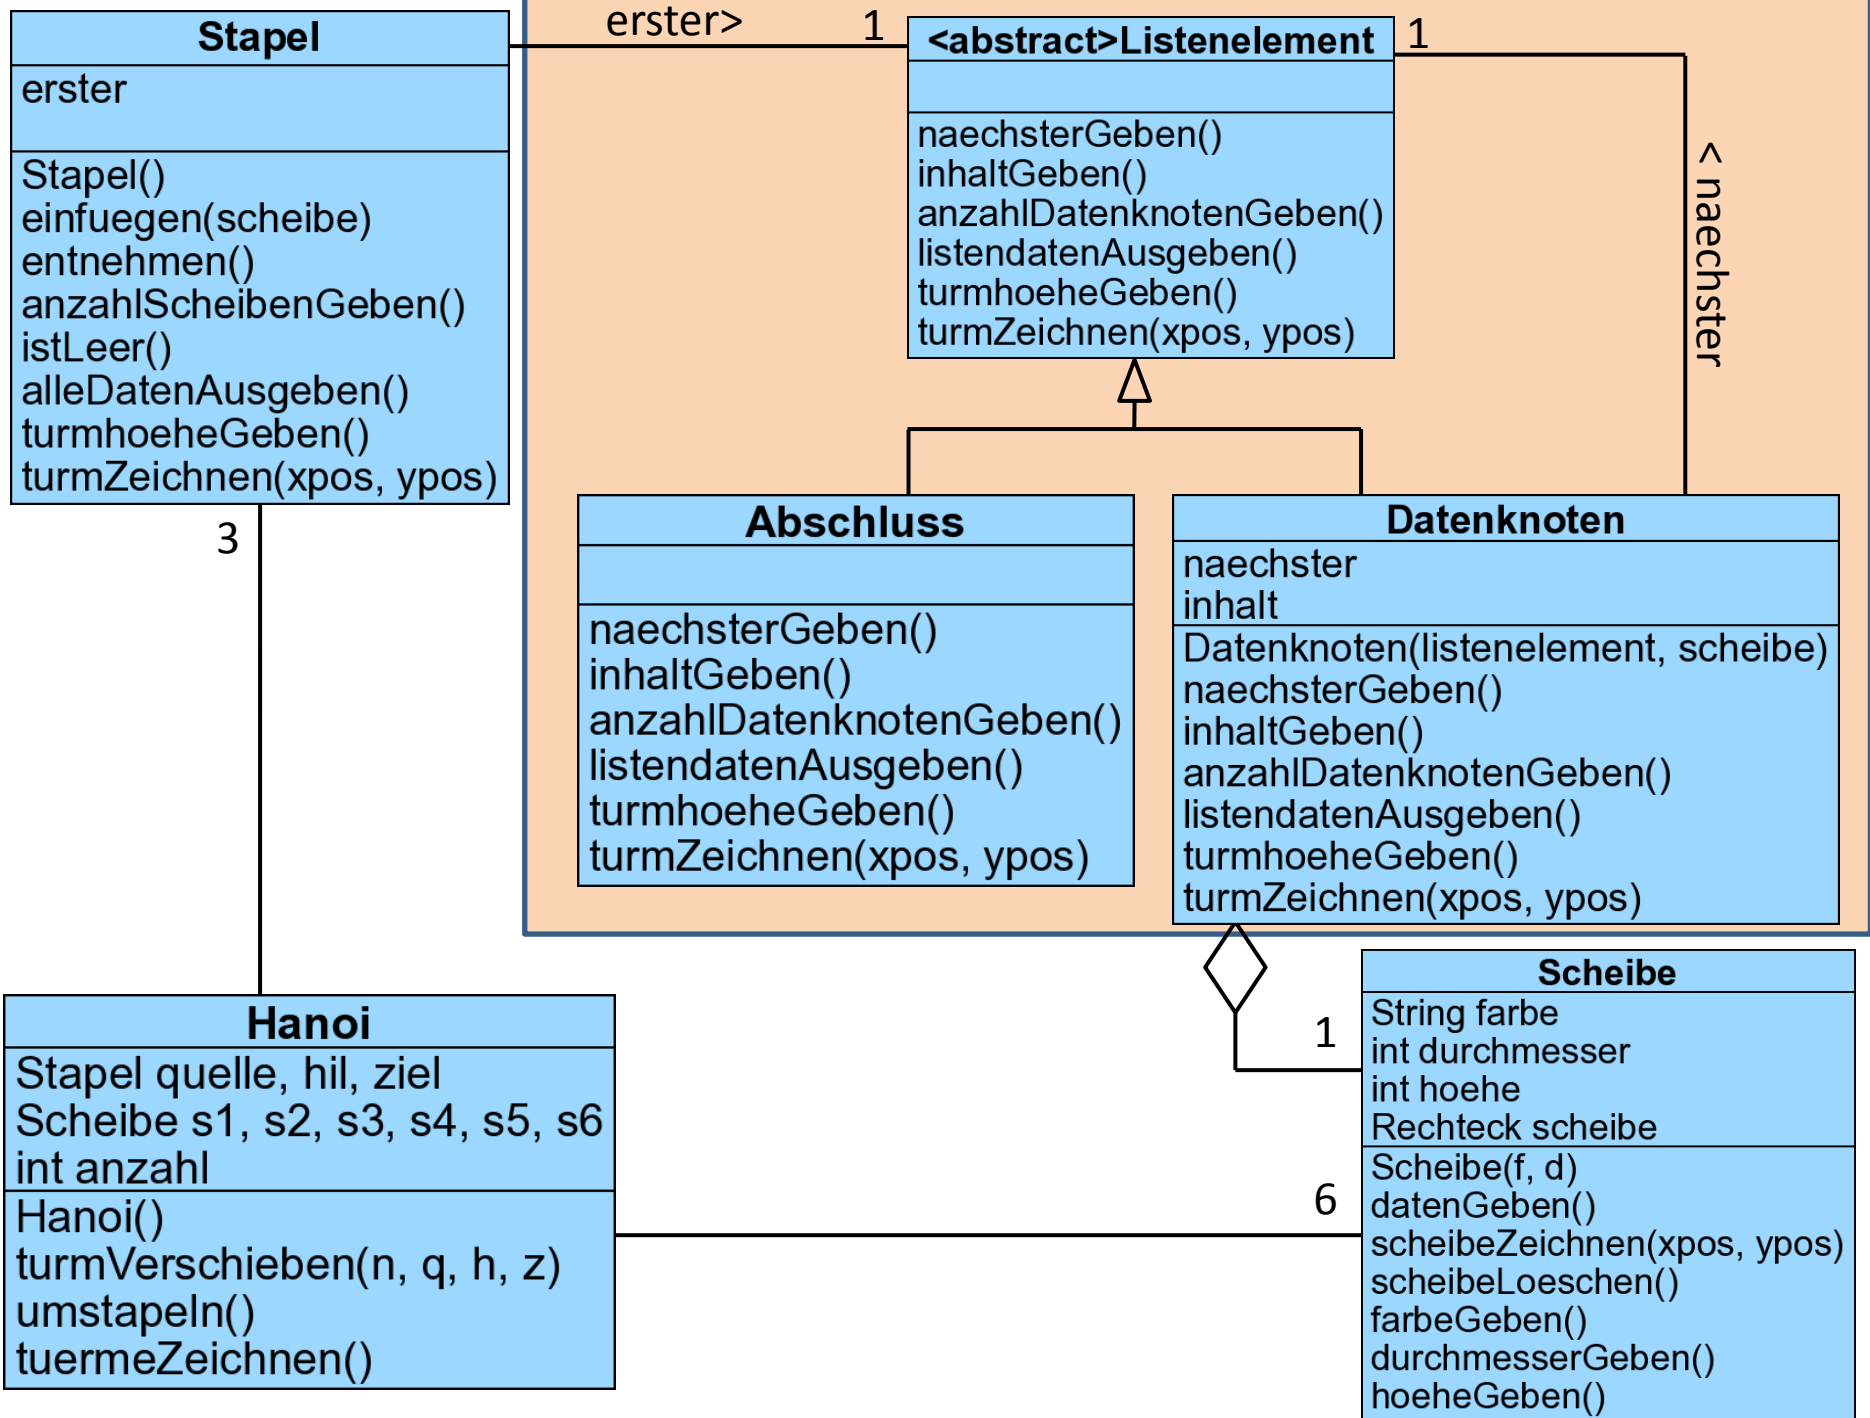 Stapel
erster
Stapel()
einfuegen(scheibe)
entnehmen()
anzahlScheibenGeben()
istLeer()
alleDatenAusgeben()
turmhoeheGeben()
turmZeichnen(xpos, ypos)
erster>
1
<abstract>Listenelement
naechsterGeben()
inhaltGeben()
anzahlDatenknotenGeben()
listendatenAusgeben()
turmhoeheGeben()
turmZeichnen(xpos, ypos)
1
< naechster
3
Abschluss
naechsterGeben()
inhaltGeben()
anzahlDatenknotenGeben()
listendatenAusgeben()
turmhoeheGeben()
turmZeichnen(xpos, ypos)
Datenknoten
naechster
inhalt
Datenknoten(listenelement, scheibe)
naechsterGeben()
inhaltGeben()
anzahlDatenknotenGeben()
listendatenAusgeben()
turmhoeheGeben()
turmZeichnen(xpos, ypos)
Hanoi
Stapel quelle, hil, ziel
Scheibe s1, s2, s3, s4, s5, s6
int anzahl
Hanoi()
turmVerschieben(n, q, h, z)
umstapeln()
tuermeZeichnen()
1
6
Scheibe
String farbe
int durchmesser
int hoehe
Rechteck scheibe
Scheibe(f, d)
datenGeben()
scheibeZeichnen(xpos, ypos)
scheibeLoeschen()
farbeGeben()
durchmesserGeben()
hoeheGeben()